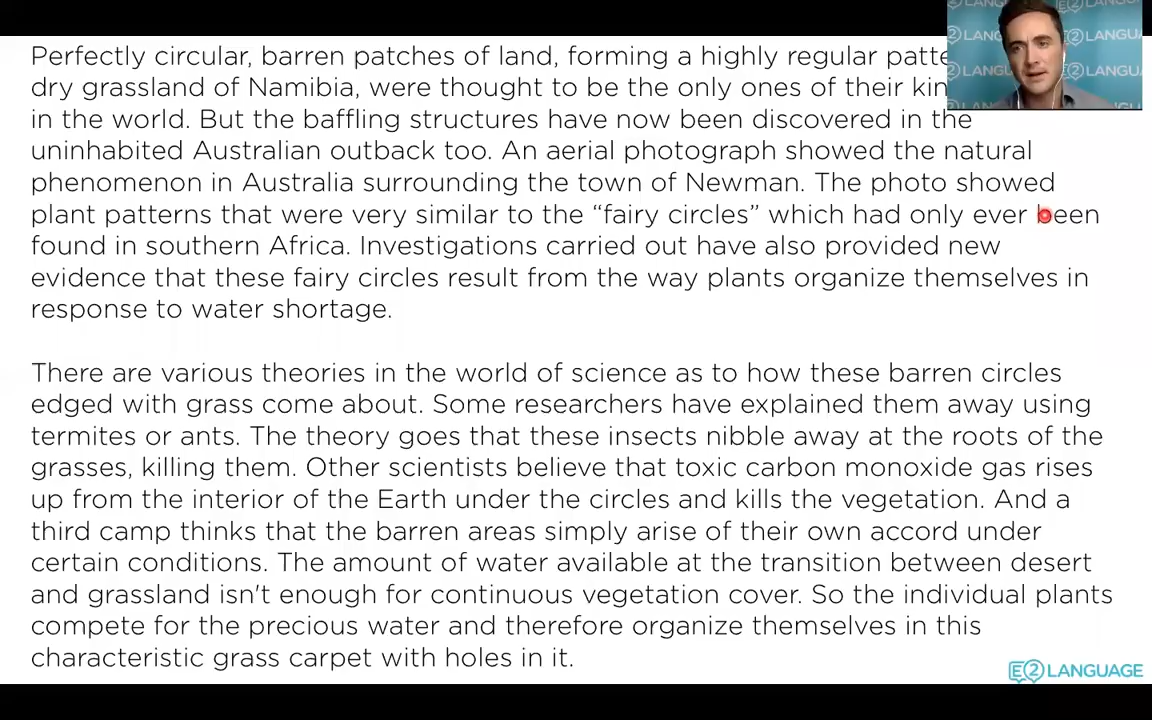 Perfectly circular, barren patches of land, forming a highly regular patte
dry grassland of Namibia, were thought to be the only ones of their kin
in the world. But the baffling structures have now been discovered in the
uninhabited Australian outback too. An aerial photograph showed the natural
phenomenon in Australia surrounding the town of Newman. The photo showed
plant patterns that were very similar to the “fairy circles” which had only ever been
found in southern Africa. Investigations carried out have also provided new
evidence that these fairy circles result from the way plants organize themselves in
response to water shortage.
There are various theories in the world of science as to how these barren circles
edged with grass come about. Some researchers have explained them away using
termites or ants. The theory goes that these insects nibble away at the roots of the
grasses, killing them. Other scientists believe that toxic carbon monoxide gas rises
up from the interior of the Earth under the circles and kills the vegetation. And a
third camp thinks that the barren areas simply arise of their own accord under
certain conditions. The amount of water available at the transition between desert
and grassland isn't enough for continuous vegetation cover. So the individual plants
compete for the precious water and therefore organize themselves in this
characteristic grass carpet with holes in it.
E2 LANGUAGE